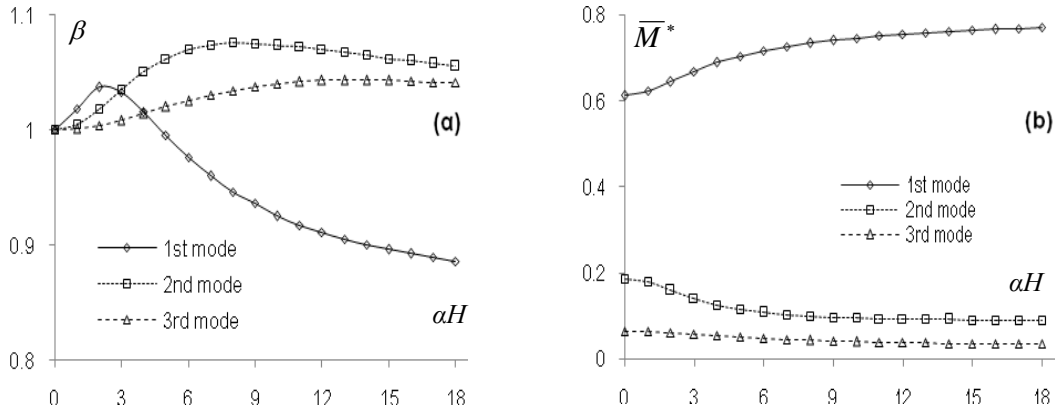 β
1.1
1
0.9
0.8
0 3 6 9 12 15 18
αH
(a)
1st mode
2nd mode
3rd mode
M̅*
0.8
0.6
0.4
0.2
0
0 3 6 9 12 15 18
αH
(b)
1st mode
2nd mode
3rd mode